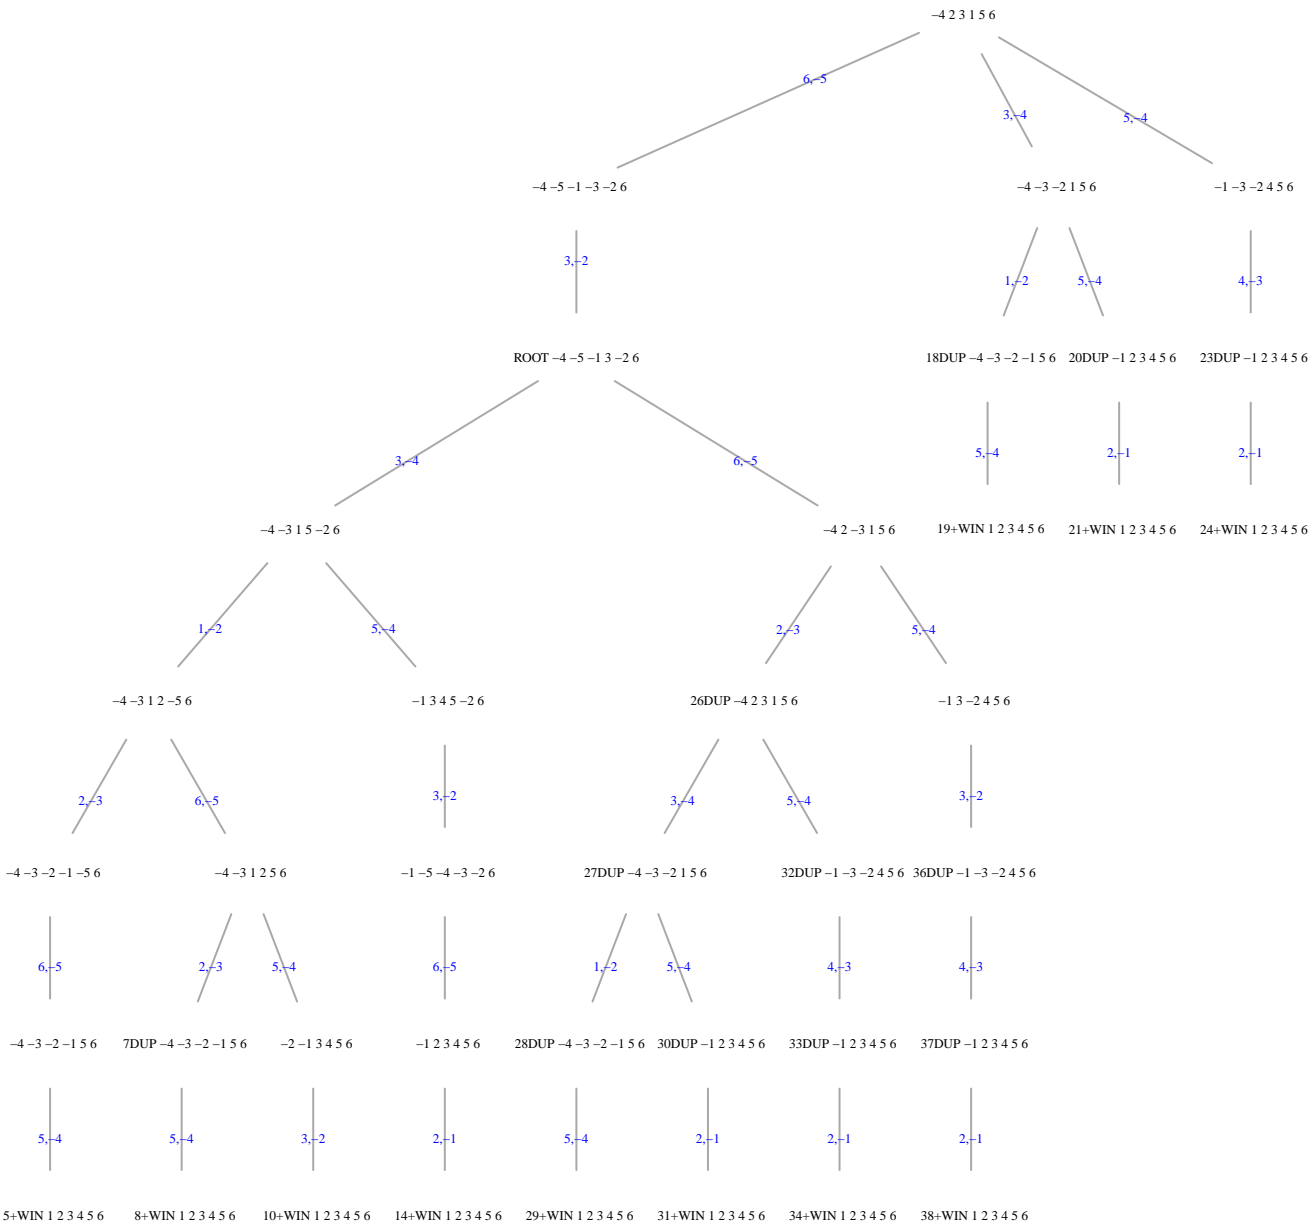 −4 2 3 1 5 6
6,−5
3,−4
5,−4
−4 −5 −1 −3 −2 6
−4 −3 −2 1 5 6
−1 −3 −2 4 5 6
3,−2
1,−2
5,−4
4,−3
ROOT −4 −5 −1 3 −2 6
18DUP −4 −3 −2 −1 5 6
20DUP −1 2 3 4 5 6
23DUP −1 2 3 4 5 6
3,−4
6,−5
5,−4
2,−1
2,−1
−4 −3 1 5 −2 6
−4 2 −3 1 5 6
19+WIN 1 2 3 4 5 6
21+WIN 1 2 3 4 5 6
24+WIN 1 2 3 4 5 6
1,−2
5,−4
2,−3
5,−4
−4 −3 1 2 −5 6
−1 3 4 5 −2 6
26DUP −4 2 3 1 5 6
−1 3 −2 4 5 6
2,−3
6,−5
3,−2
3,−4
5,−4
3,−2
−4 −3 −2 −1 −5 6
−4 −3 1 2 5 6
−1 −5 −4 −3 −2 6
27DUP −4 −3 −2 1 5 6
32DUP −1 −3 −2 4 5 6
36DUP −1 −3 −2 4 5 6
6,−5
2,−3
5,−4
6,−5
1,−2
5,−4
4,−3
4,−3
−4 −3 −2 −1 5 6
7DUP −4 −3 −2 −1 5 6
−2 −1 3 4 5 6
−1 2 3 4 5 6
28DUP −4 −3 −2 −1 5 6
30DUP −1 2 3 4 5 6
33DUP −1 2 3 4 5 6
37DUP −1 2 3 4 5 6
5,−4
5,−4
3,−2
2,−1
5,−4
2,−1
2,−1
2,−1
5+WIN 1 2 3 4 5 6
8+WIN 1 2 3 4 5 6
10+WIN 1 2 3 4 5 6
14+WIN 1 2 3 4 5 6
29+WIN 1 2 3 4 5 6
31+WIN 1 2 3 4 5 6
34+WIN 1 2 3 4 5 6
38+WIN 1 2 3 4 5 6